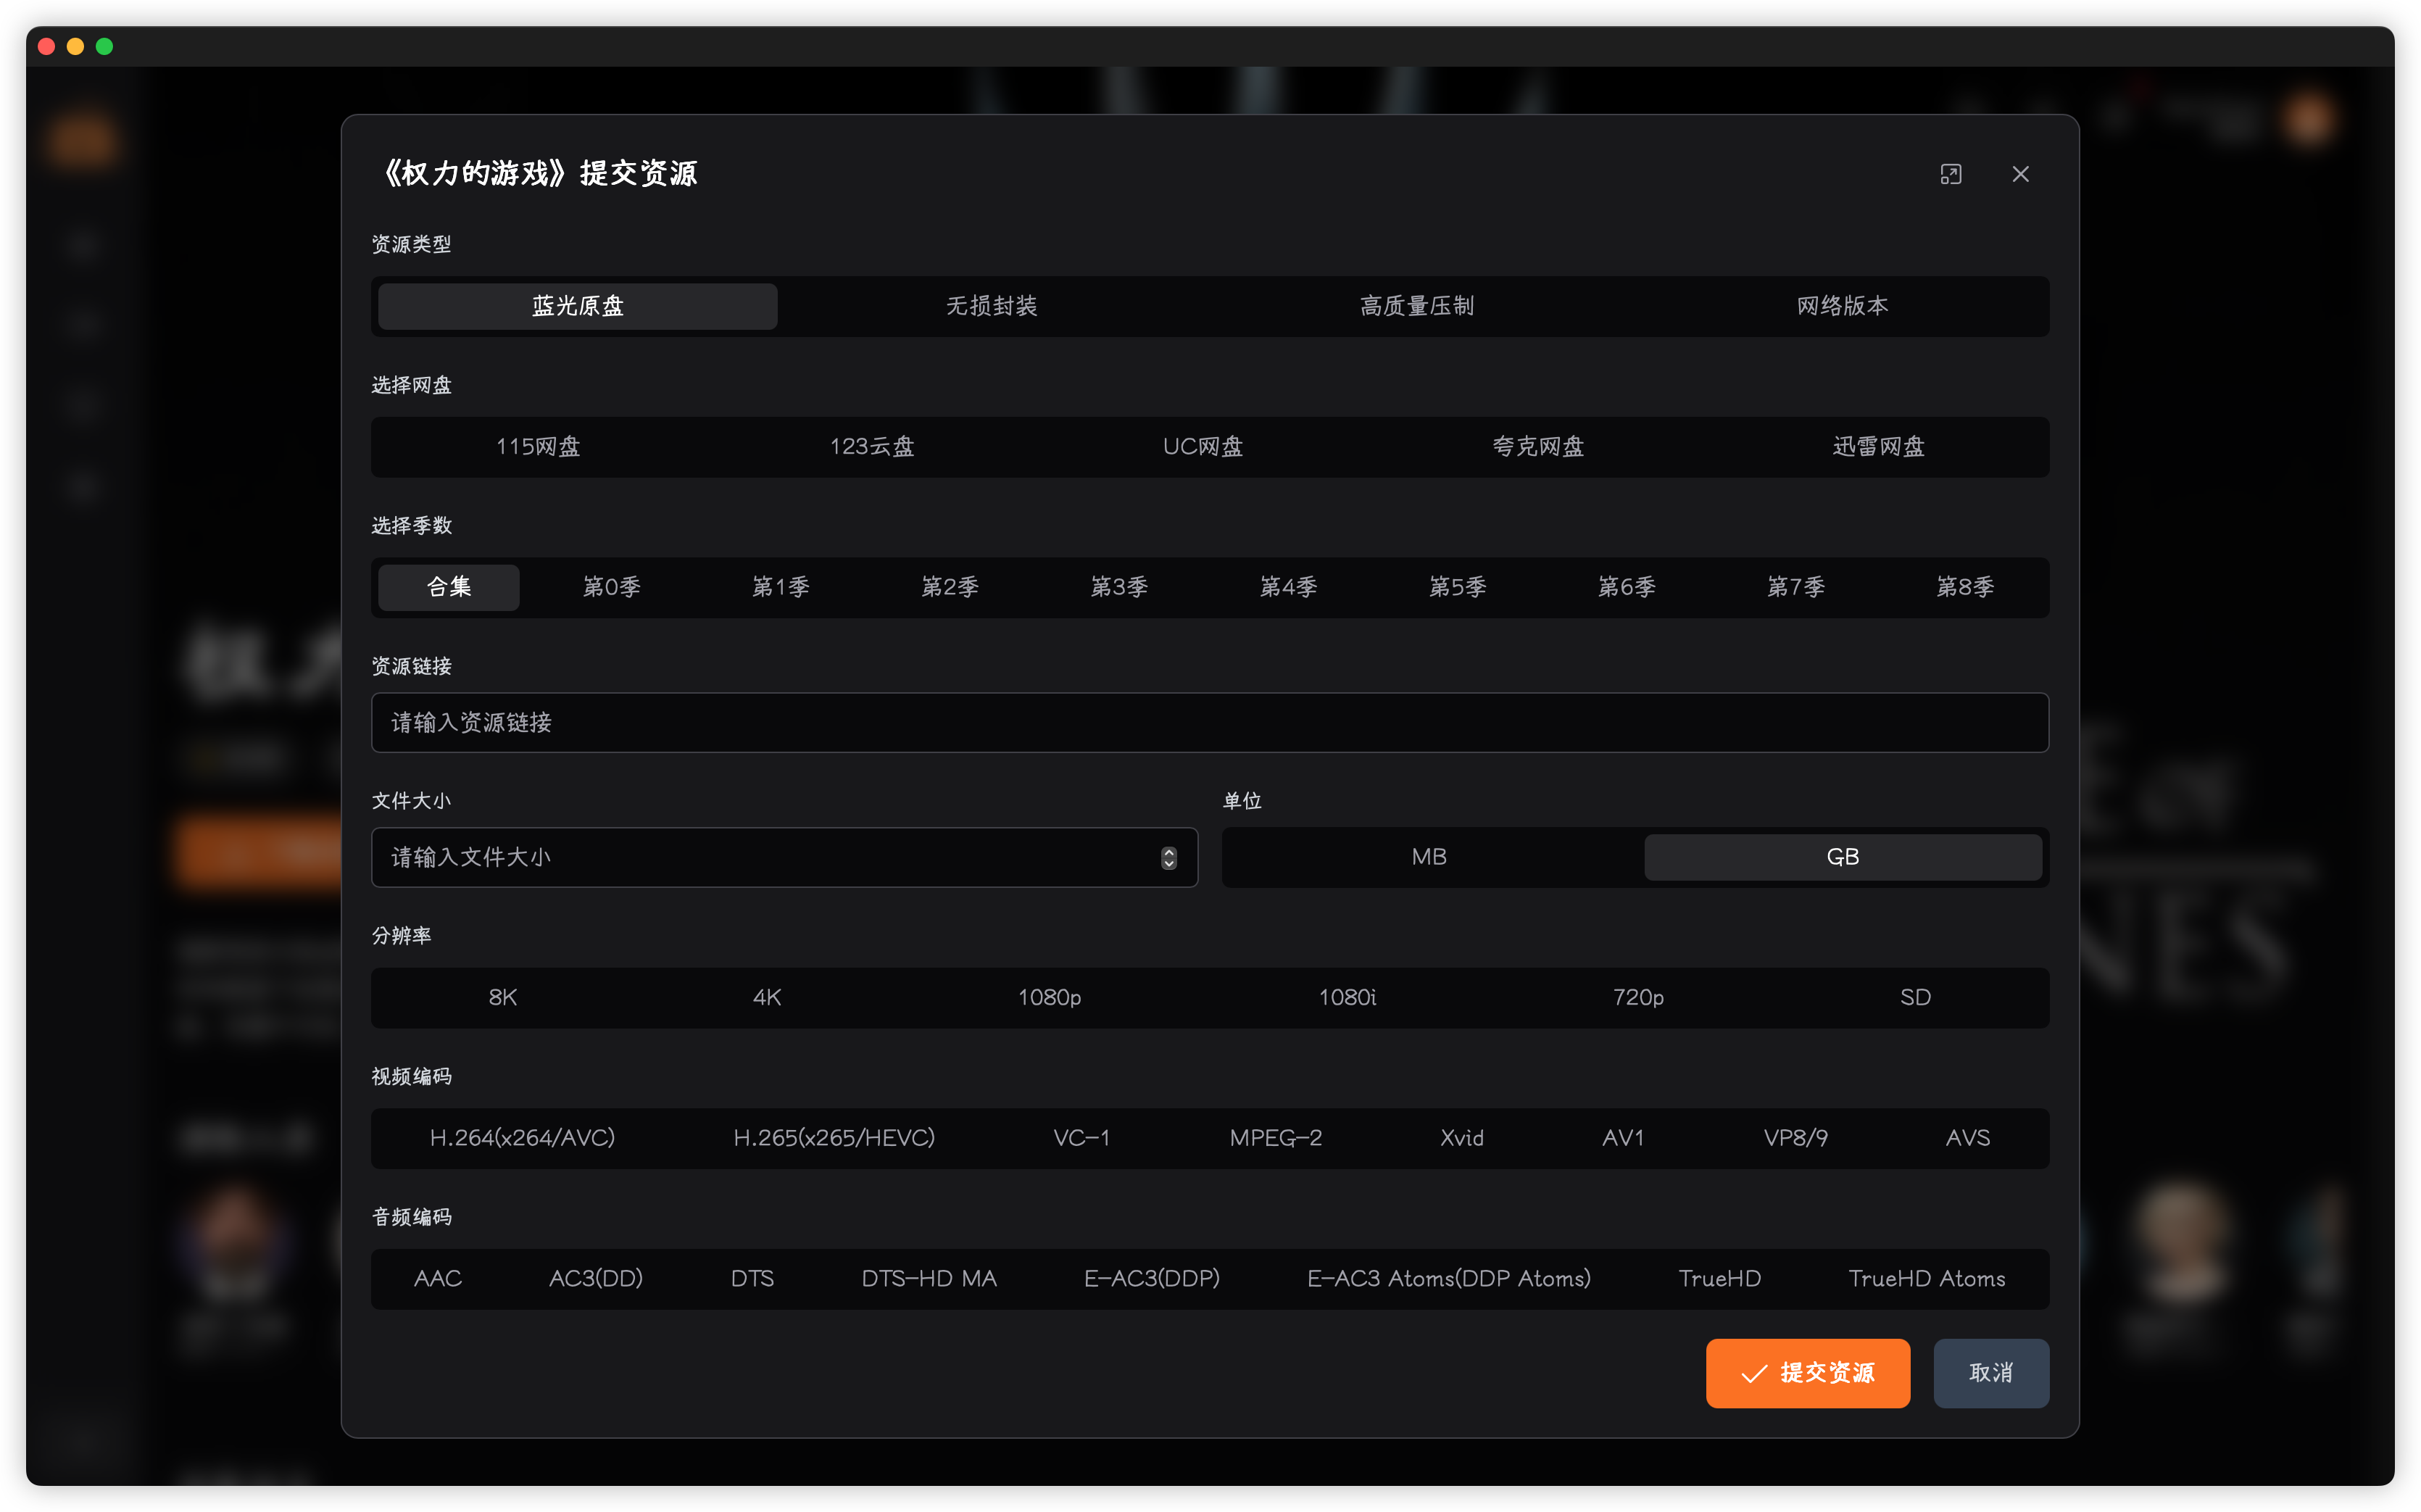 《权力的游戏》提交资源
资源类型
蓝光原盘 无损封装 高质量压制 网络版本
选择网盘
115网盘 123云盘 UC网盘 夸克网盘 迅雷网盘
选择季数
合集 第0季 第1季 第2季 第3季 第4季 第5季 第6季 第7季 第8季
资源链接
请输入资源链接
文件大小 单位
请输入文件大小 MB GB
分辨率
8K 4K 1080p 1080i 720p SD
视频编码
H.264(x264/AVC) H.265(x265/HEVC) VC-1 MPEG-2 Xvid AV1 VP8/9 AVS
音频编码
AAC AC3(DD) DTS DTS-HD MA E-AC3(DDP) E-AC3 Atoms(DDP Atoms) TrueHD TrueHD Atoms
提交资源 取消